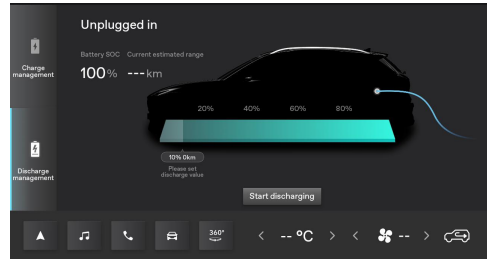 Unplugged in
Battery SOC Current estimated range
100% ---km
Charge
management
20% 40% 60% 80%
10% 0km
Please set
discharge value
Discharge
management
Start discharging
360°
< -- °C > < -- >